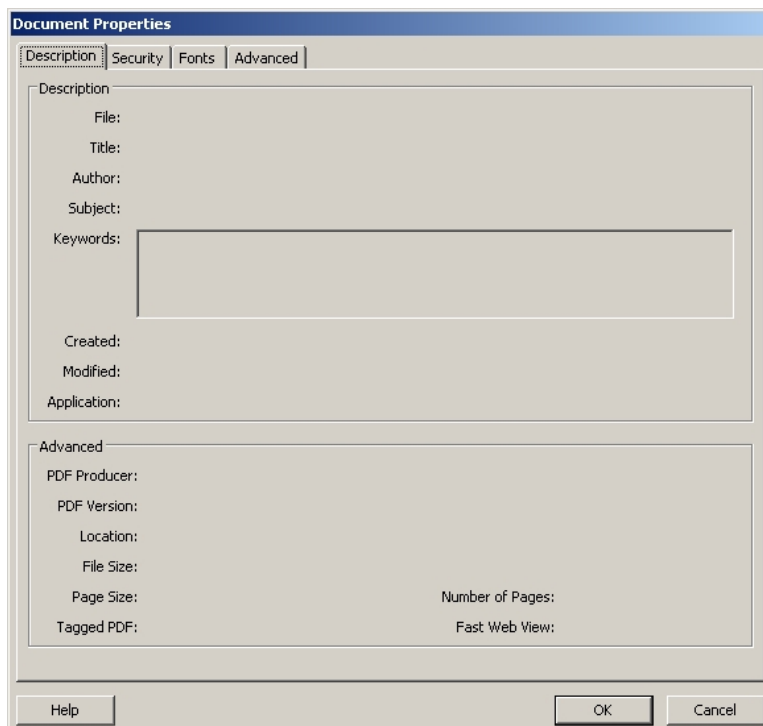 Document Properties
Description Security Fonts Advanced
Description
File:
Title:
Author:
Subject:
Keywords:
Created:
Modified:
Application:
Advanced
PDF Producer:
PDF Version:
Location:
File Size:
Page Size: Number of Pages:
Tagged PDF: Fast Web View:
Help OK Cancel